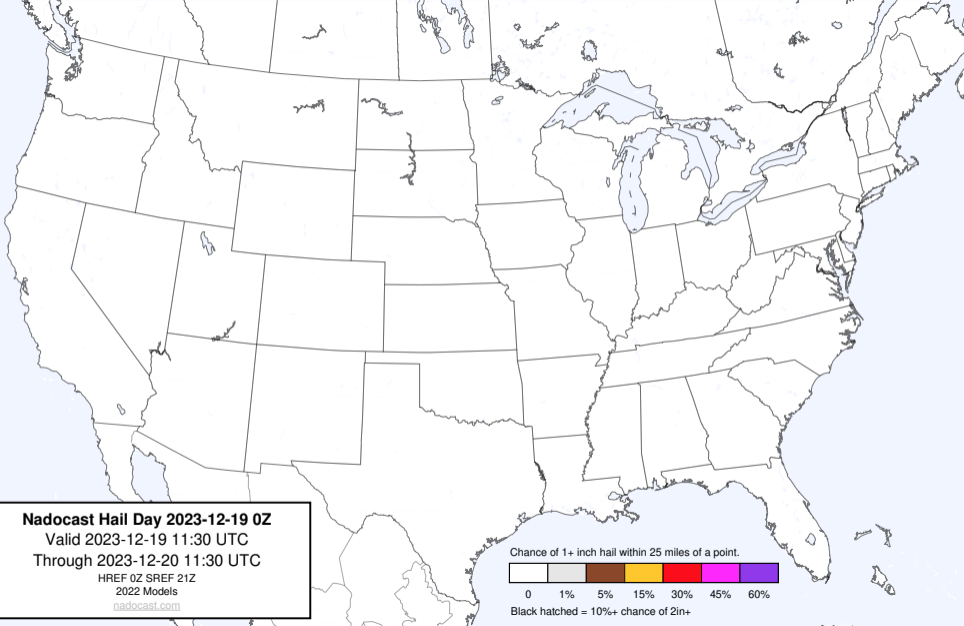 Nadocast Hail Day 2023-12-19 0Z
Valid 2023-12-19 11:30 UTC
Through 2023-12-20 11:30 UTC
HREF 0Z SREF 21Z
2022 Models
nadocast.com
Chance of 1+ inch hail within 25 miles of a point.
0 1% 5% 15% 30% 45% 60%
Black hatched = 10%+ chance of 2in+